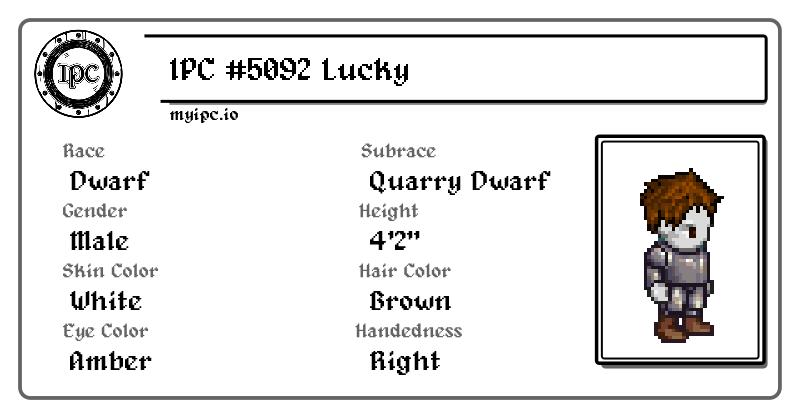 IPC
IPC #5092 Lucky
myipc.io
Race
Dwarf
Subrace
Quarry Dwarf
Gender
Male
Height
4'2"
Skin Color
White
Hair Color
Brown
Eye Color
Amber
Handedness
Right